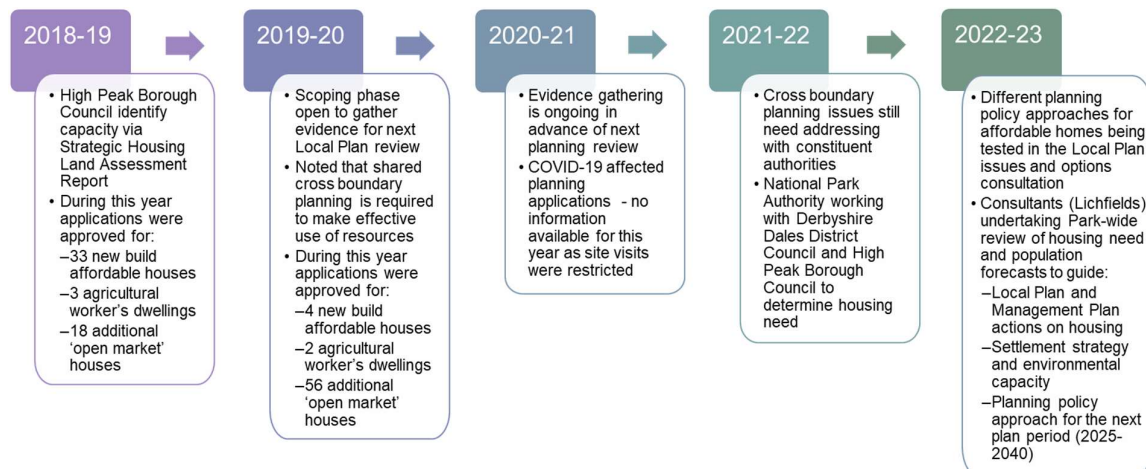 2018-19
• High Peak Borough
Council identify
capacity via
Strategic Housing
Land Assessment
Report
• During this year
applications were
approved for:
–33 new build
affordable houses
–3 agricultural
worker's dwellings
–18 additional
'open market'
houses
2019-20
• Scoping phase
open to gather
evidence for next
Local Plan review
• Noted that shared
cross boundary
planning is required
to make effective
use of resources
• During this year
applications were
approved for:
–4 new build
affordable houses
–2 agricultural
worker's dwellings
–56 additional
'open market'
houses
2020-21
• Evidence gathering
is ongoing in
advance of next
planning review
• COVID-19 affected
planning
applications - no
information
available for this
year as site visits
were restricted
2021-22
• Cross boundary
planning issues still
need addressing
with constituent
authorities
• National Park
Authority working
with Derbyshire
Dales District
Council and High
Peak Borough
Council to
determine housing
need
2022-23
• Different planning
policy approaches for
affordable homes being
tested in the Local Plan
issues and options
consultation
• Consultants (Lichfields)
undertaking Park-wide
review of housing need
and population
forecasts to guide:
–Local Plan and
Management Plan
actions on housing
–Settlement strategy
and environmental
capacity
–Planning policy
approach for the next
plan period (2025-
2040)